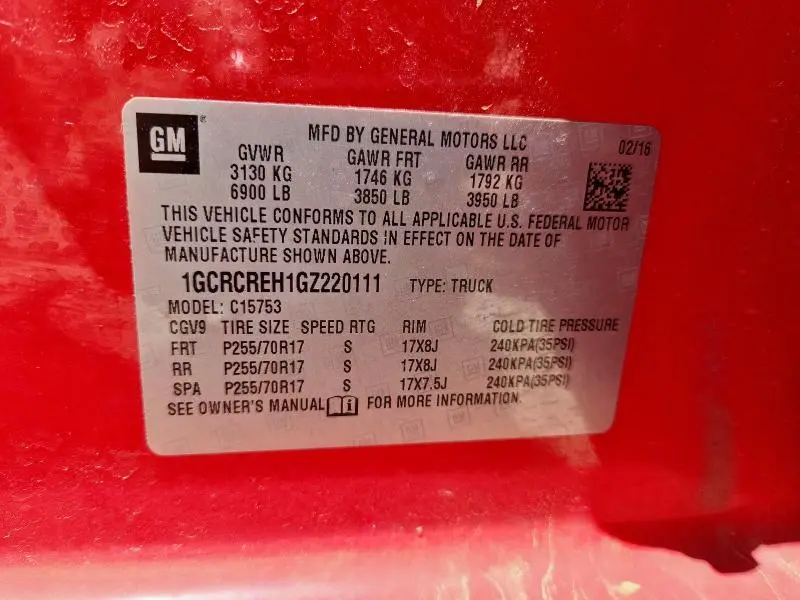 GM
MFD BY GENERAL MOTORS LLC 02/16
GVWR GAWR FRT GAWR RR
3130 KG 1746 KG 1792 KG
6900 LB 3850 LB 3950 LB
THIS VEHICLE CONFORMS TO ALL APPLICABLE U.S. FEDERAL MOTOR
VEHICLE SAFETY STANDARDS IN EFFECT ON THE DATE OF
MANUFACTURE SHOWN ABOVE.
1GCRCREH1GZ220111 TYPE: TRUCK
MODEL: C15753
CGV9 TIRE SIZE SPEED RTG RIM COLD TIRE PRESSURE
FRT P255/70R17 S 17X8J 240KPA(35PSI)
RR P255/70R17 S 17X8J 240KPA(35PSI)
SPA P255/70R17 S 17X7.5J 240KPA(35PSI)
SEE OWNER'S MANUAL FOR MORE INFORMATION.